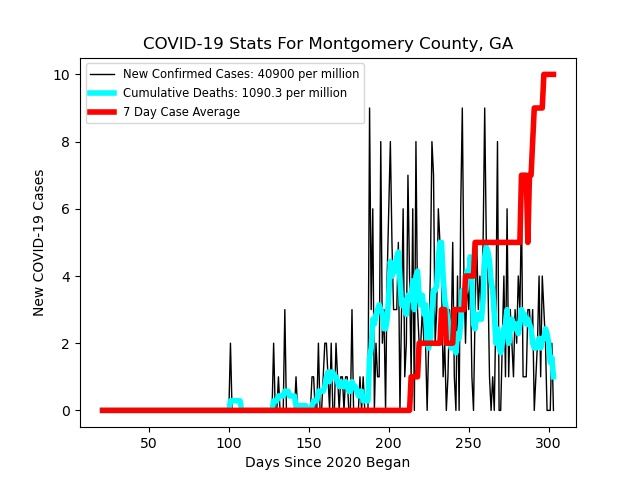 COVID-19 Stats For Montgomery County, GA
New Confirmed Cases: 40900 per million
Cumulative Deaths: 1090.3 per million
7 Day Case Average
New COVID-19 Cases
10
8
6
4
2
0
50 100 150 200 250 300
Days Since 2020 Began